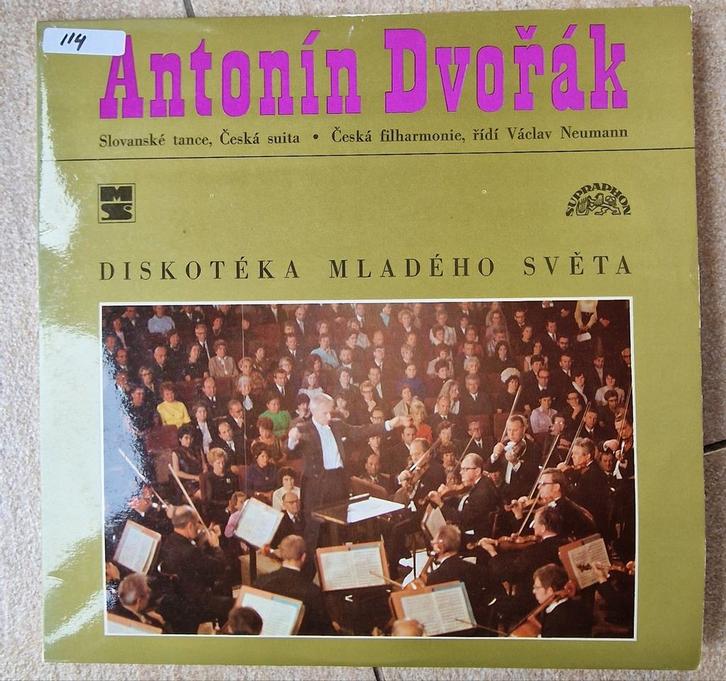 114
Antonín Dvořák
Slovanské tance, Česká suita • Česká filharmonie, řídí Václav Neumann
MS
SUPRAPHON
DISKOTÉKA MLADÉHO SVĚTA